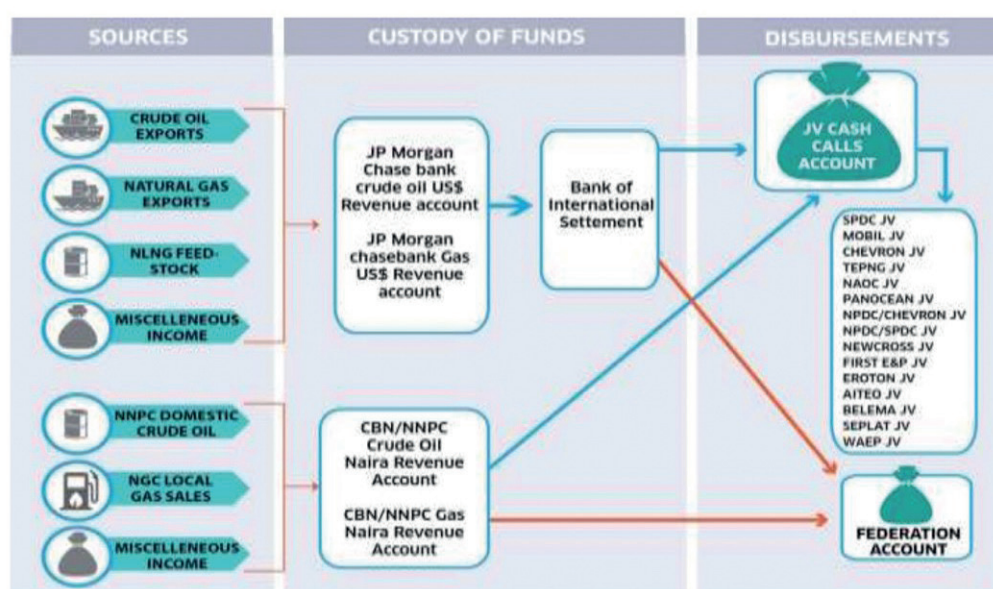 SOURCES
CUSTODY OF FUNDS
DISBURSEMENTS
CRUDE OIL
EXPORTS
NATURAL GAS
EXPORTS
NLNG FEED-
STOCK
MISCELLENEOUS
INCOME
NNPC DOMESTIC
CRUDE OIL
NGC LOCAL
GAS SALES
MISCELLENEOUS
INCOME
JP Morgan
Chase bank
crude oil US$
Revenue account
JP Morgan
chasebank Gas
US$ Revenue
account
CBN/NNPC
Crude Oil
Naira Revenue
Account
CBN/NNPC Gas
Naira Revenue
Account
Bank of
International
Settement
JV CASH
CALLS
ACCOUNT
SPDC JV
MOBIL JV
CHEVRON JV
TEPNG JV
NAOC JV
PANOCEAN JV
NPDC/CHEVRON JV
NPDC/SPDC JV
NEWCROSS JV
FIRST E&P JV
EROTON JV
AITEO JV
BELEMA JV
SEPLAT JV
WAEP JV
FEDERATION
ACCOUNT